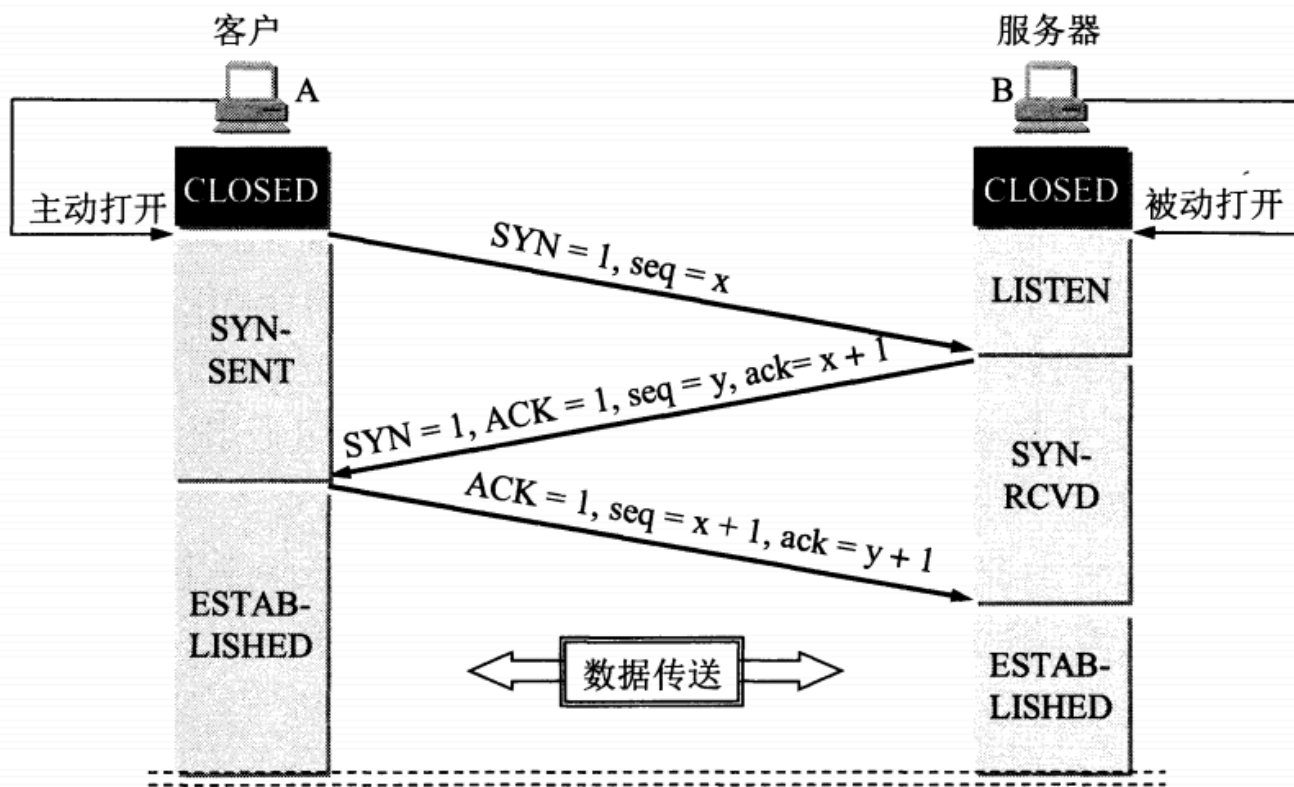 客户
服务器
A
B
CLOSED
CLOSED
主动打开
被动打开
SYN = 1, seq = x
LISTEN
SYN-
SENT
SYN = 1, ACK = 1, seq = y, ack= x + 1
SYN-
RCVD
ACK = 1, seq = x + 1, ack = y + 1
ESTAB-
LISHED
数据传送
ESTAB-
LISHED